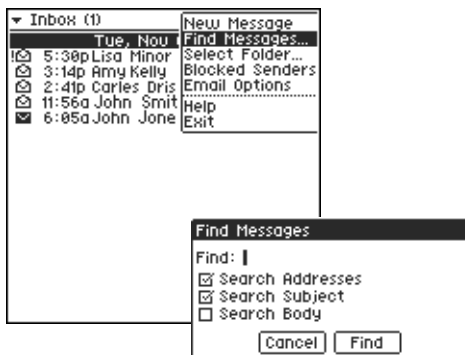 Inbox (1)
New Message
Tue, Nov
Find Messages...
5:30p Lisa Minor
Select Folder...
3:14p Amy Kelly
Blocked Senders
2:41p Carles Dris
Email Options
11:56a John Smit
Help
6:05a John Jone
Exit
Find Messages
Find:
Search Addresses
Search Subject
Search Body
Cancel Find